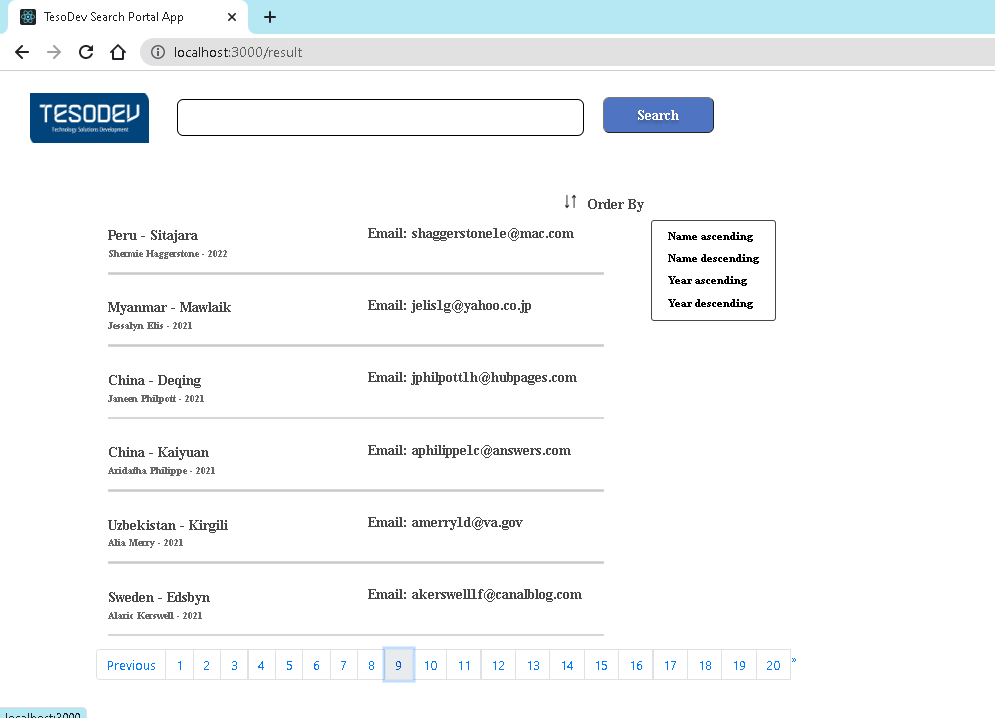 TesoDev Search Portal App
localhost:3000/result
TESODEV
Technology Solutions Development
Search
Order By
Peru - Sitajara
Email: shaggerstone1e@mac.com
Shermie Haggerstone - 2022
Name ascending
Name descending
Year ascending
Year descending
Myanmar - Mawlaik
Email: jelis1g@yahoo.co.jp
Jessalyn Elis - 2021
China - Deqing
Email: jphilpott1h@hubpages.com
Janeen Philpott - 2021
China - Kaiyuan
Email: aphilippe1c@answers.com
Aridatha Philippe - 2021
Uzbekistan - Kirgili
Email: amerry1d@va.gov
Alia Merry - 2021
Sweden - Edsbyn
Email: akerswell1f@canalblog.com
Alaric Kerswell - 2021
Previous 1 2 3 4 5 6 7 8 9 10 11 12 13 14 15 16 17 18 19 20 »
localhost:3000